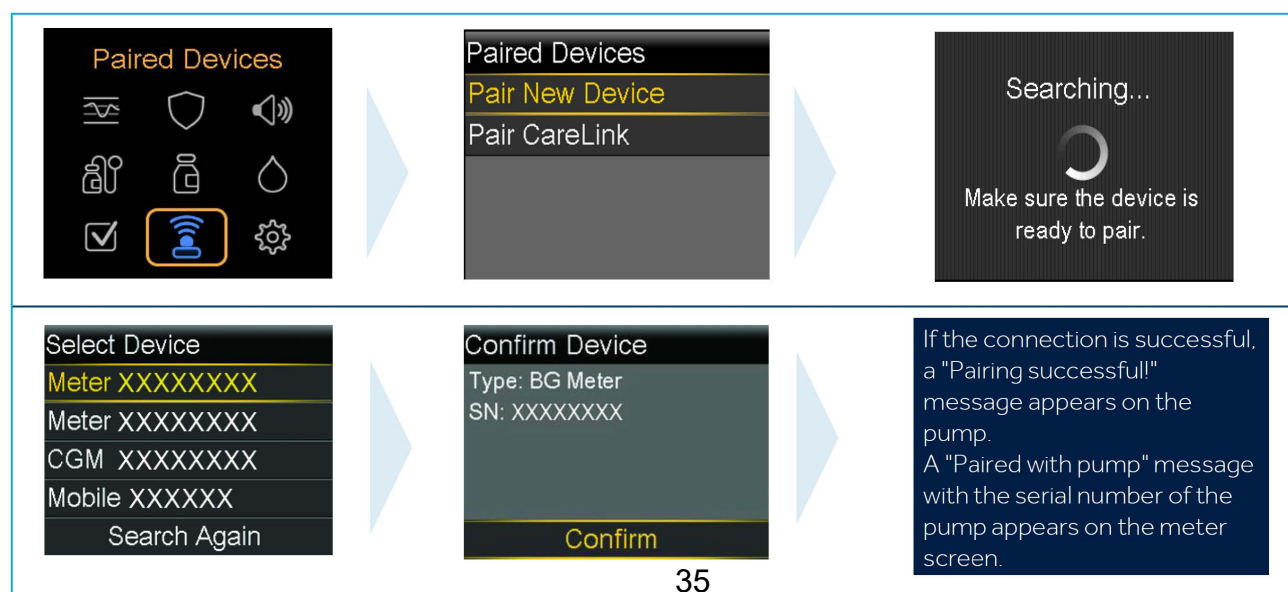 Paired Devices
Paired Devices
Pair New Device
Pair CareLink
Searching...
Make sure the device is
ready to pair.
Select Device
Meter XXXXXXXX
Meter XXXXXXXX
CGM XXXXXXXX
Mobile XXXXXX
Search Again
Confirm Device
Type: BG Meter
SN: XXXXXXXX
Confirm
If the connection is successful,
a "Pairing successful!"
message appears on the
pump.
A "Paired with pump" message
with the serial number of the
pump appears on the meter
screen.
35